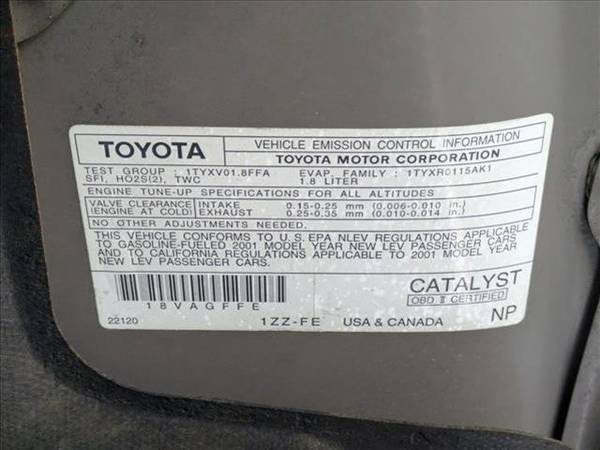 TOYOTA
VEHICLE EMISSION CONTROL INFORMATION
TOYOTA MOTOR CORPORATION
TEST GROUP : 1TYXV01.8FFA EVAP. FAMILY : 1TYXR0115AK1
SFI, HO2S(2), TWC 1.8 LITER
ENGINE TUNE-UP SPECIFICATIONS FOR ALL ALTITUDES
VALVE CLEARANCE INTAKE 0.15-0.25 mm (0.006-0.010 in.)
(ENGINE AT COLD) EXHAUST 0.25-0.35 mm (0.010-0.014 in.)
NO OTHER ADJUSTMENTS NEEDED.
THIS VEHICLE CONFORMS TO U.S.EPA NLEV REGULATIONS APPLICABLE
TO GASOLINE-FUELED 2001 MODEL YEAR NEW LEV PASSENGER CARS
AND TO CALIFORNIA REGULATIONS APPLICABLE TO 2001 MODEL YEAR
NEW LEV PASSENGER CARS.
CATALYST
OBD II CERTIFIED
18VAGFFE
NP
22120 1ZZ-FE USA & CANADA